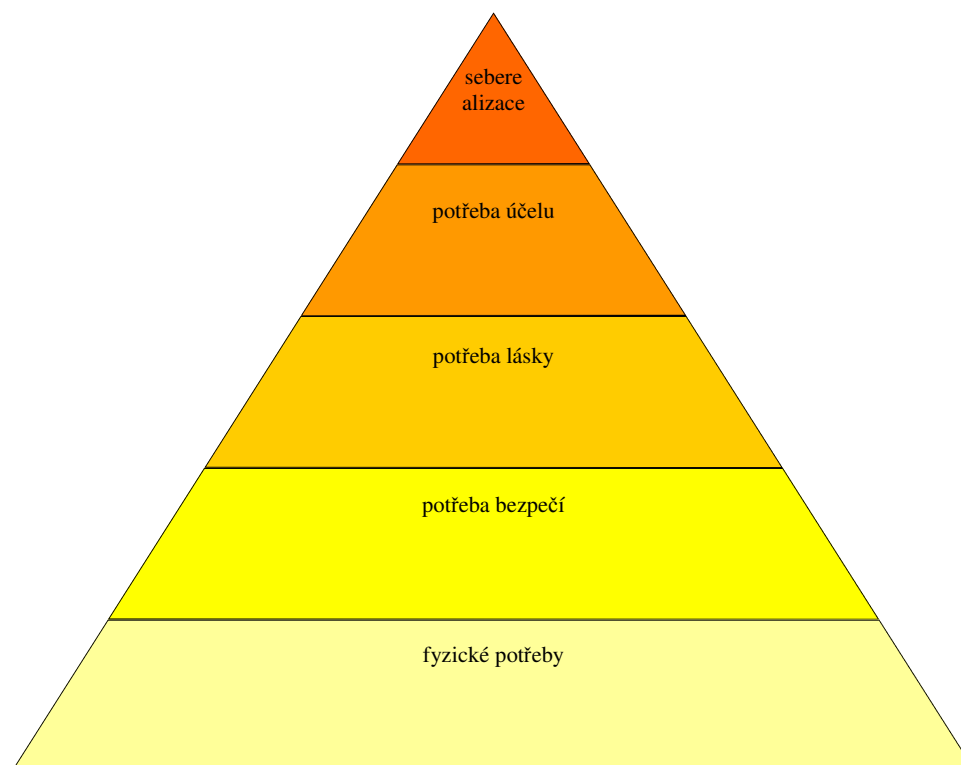 sebere
alizace
potřeba účelu
potřeba lásky
potřeba bezpečí
fyzické potřeby